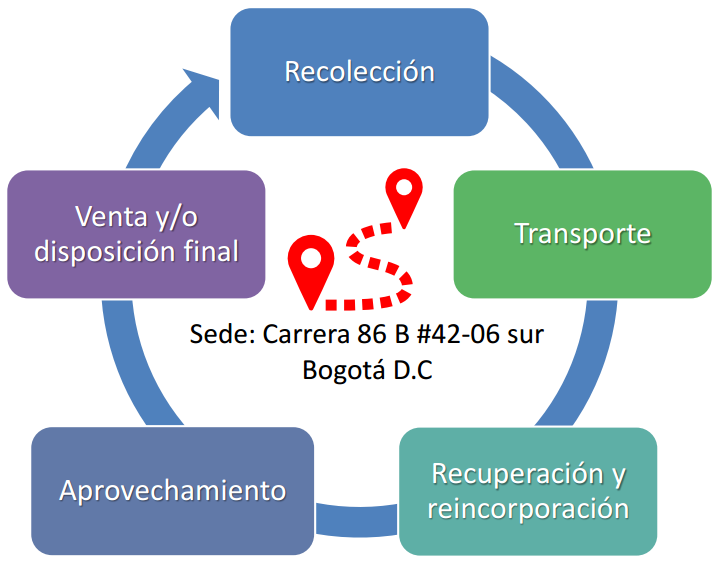 Recolección
Transporte
Recuperación y
reincorporación
Aprovechamiento
Venta y/o
disposición final
Sede: Carrera 86 B #42-06 sur
Bogotá D.C